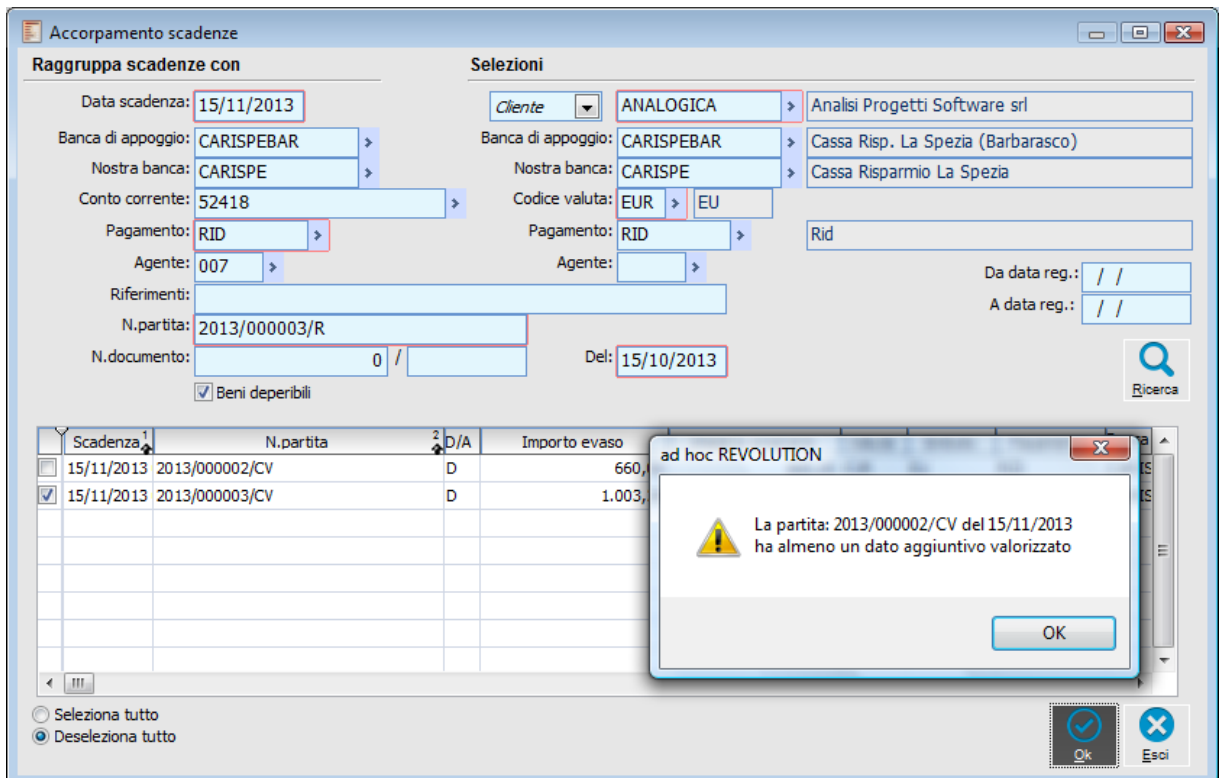 Accorpamento scadenze
Raggruppa scadenze con
Selezioni
Data scadenza: 15/11/2013
Cliente ANALOGICA Analisi Progetti Software srl
Banca di appoggio: CARISPEBAR
Banca di appoggio: CARISPEBAR Cassa Risp. La Spezia (Barbarasco)
Nostra banca: CARISPE
Nostra banca: CARISPE Cassa Risparmio La Spezia
Conto corrente: 52418
Codice valuta: EUR EU
Pagamento: RID
Pagamento: RID Rid
Agente: 007
Agente:
Da data reg.: / /
Riferimenti:
A data reg.: / /
N.partita: 2013/000003/R
N.documento: 0 /
Del: 15/10/2013
Ricerca
Beni deperibili
Scadenza 1 N.partita 2 D/A Importo evaso
15/11/2013 2013/000002/CV D 660,
15/11/2013 2013/000003/CV D 1.003,
ad hoc REVOLUTION
La partita: 2013/000002/CV del 15/11/2013
ha almeno un dato aggiuntivo valorizzato
OK
Seleziona tutto
Deseleziona tutto
Ok
Esci